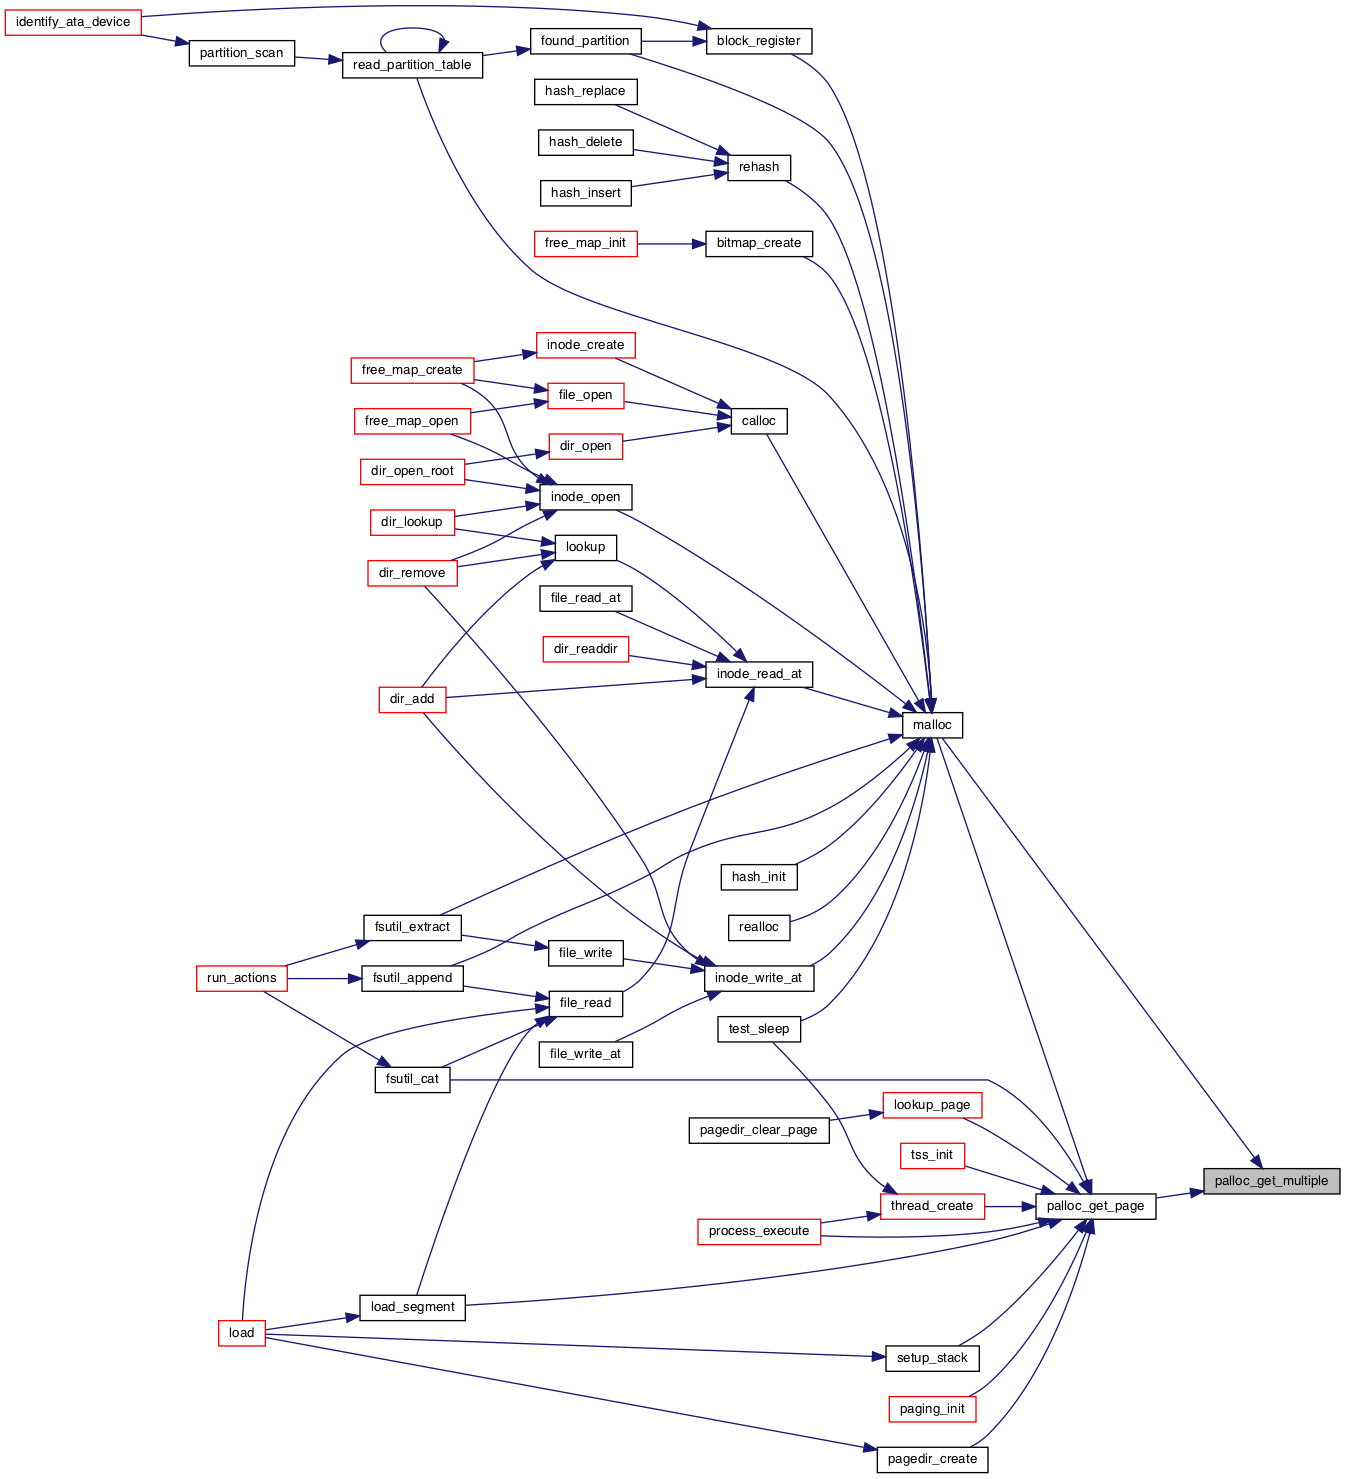 identify_ata_device
partition_scan
read_partition_table
found_partition
block_register
hash_replace
hash_delete
rehash
hash_insert
free_map_init
bitmap_create
inode_create
free_map_create
file_open
free_map_open
calloc
dir_open
dir_open_root
inode_open
dir_lookup
lookup
dir_remove
file_read_at
dir_readdir
inode_read_at
dir_add
malloc
hash_init
fsutil_extract
realloc
file_write
run_actions
fsutil_append
inode_write_at
file_read
test_sleep
file_write_at
fsutil_cat
lookup_page
pagedir_clear_page
tss_init
palloc_get_multiple
thread_create
palloc_get_page
process_execute
load_segment
load
setup_stack
paging_init
pagedir_create